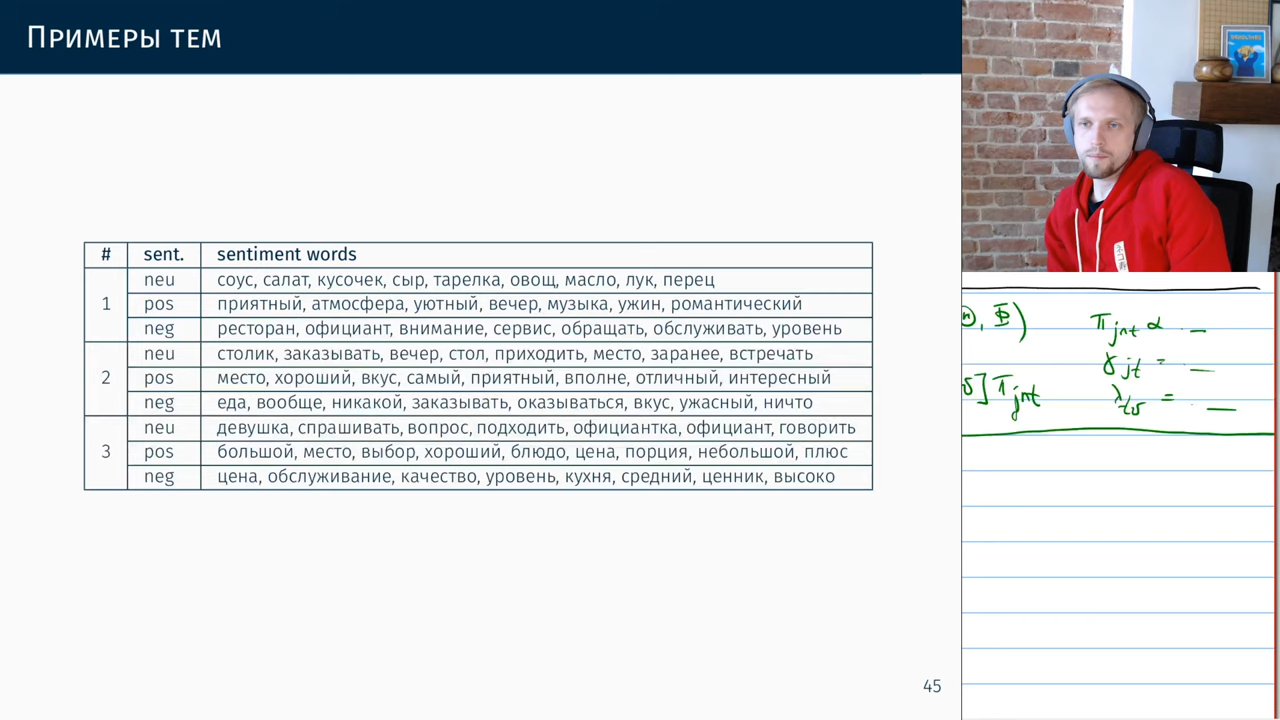 Примеры тем
# sent. sentiment words
1 neu соус, салат, кусочек, сыр, тарелка, овощ, масло, лук, перец
pos приятный, атмосфера, уютный, вечер, музыка, ужин, романтический
neg ресторан, официант, внимание, сервис, обращать, обслуживать, уровень
2 neu столик, заказывать, вечер, стол, приходить, место, заранее, встречать
pos место, хороший, вкус, самый, приятный, вполне, отличный, интересный
neg еда, вообще, никакой, заказывать, оказываться, вкус, ужасный, ничто
3 neu девушка, спрашивать, вопрос, подходить, официантка, официант, говорить
pos большой, место, выбор, хороший, блюдо, цена, порция, небольшой, плюс
neg цена, обслуживание, качество, уровень, кухня, средний, ценник, высоко
45
, Φ) π_jnt α
γ_jt =
] π_jnt λ_tv =